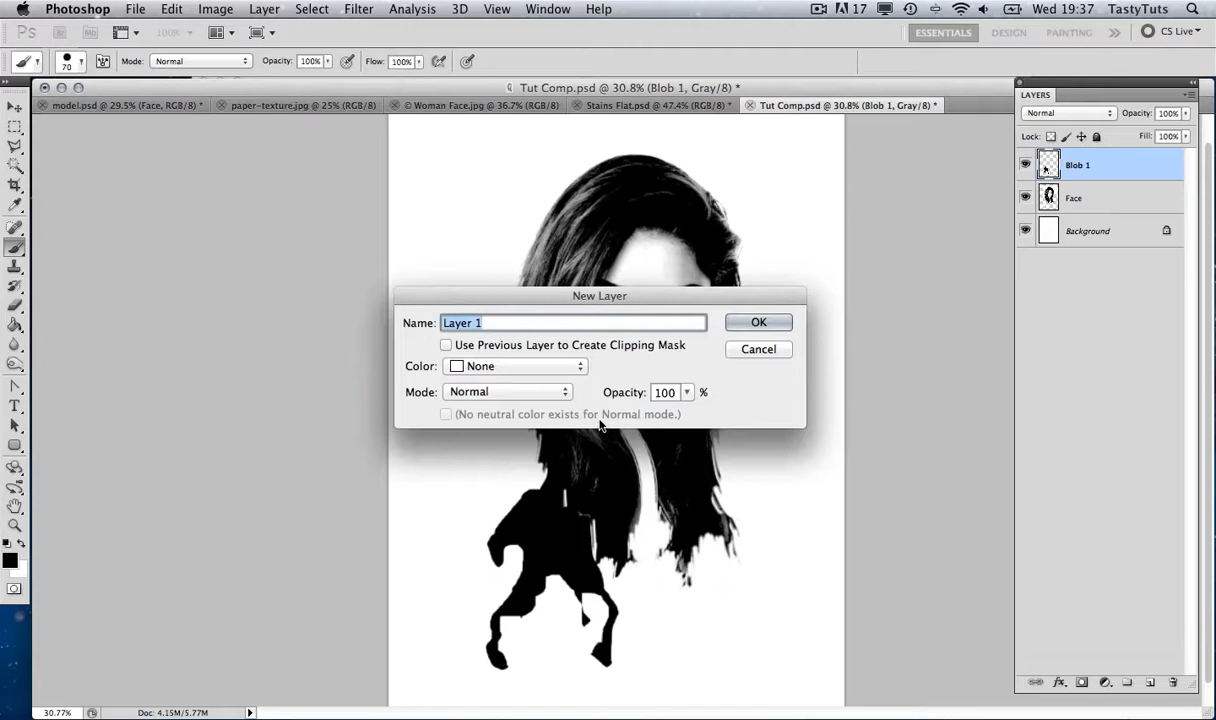 Photoshop File Edit Image Layer Select Filter Analysis 3D View Window Help 17 Wed 19:37 TastyTuts
Ps Br Mb 100% ESSENTIALS DESIGN PAINTING CS Live
70 Mode: Normal Opacity: 100% Flow: 100%
Tut Comp.psd @ 30.8% (Blob 1, Gray/8) *
model.psd @ 29.5% (Face, RGB/8) * paper-texture.jpg @ 25% (RGB/8) © Woman Face.jpg @ 36.7% (RGB/8) Stains Flat.psd @ 47.4% (RGB/8) * Tut Comp.psd @ 30.8% (Blob 1, Gray/8) *
LAYERS
Normal Opacity: 100%
Lock: Fill: 100%
Blob 1
Face
Background
New Layer
Name: Layer 1 OK
Use Previous Layer to Create Clipping Mask Cancel
Color: None
Mode: Normal Opacity: 100 %
(No neutral color exists for Normal mode.)
30.77% Doc: 4.15M/5.77M